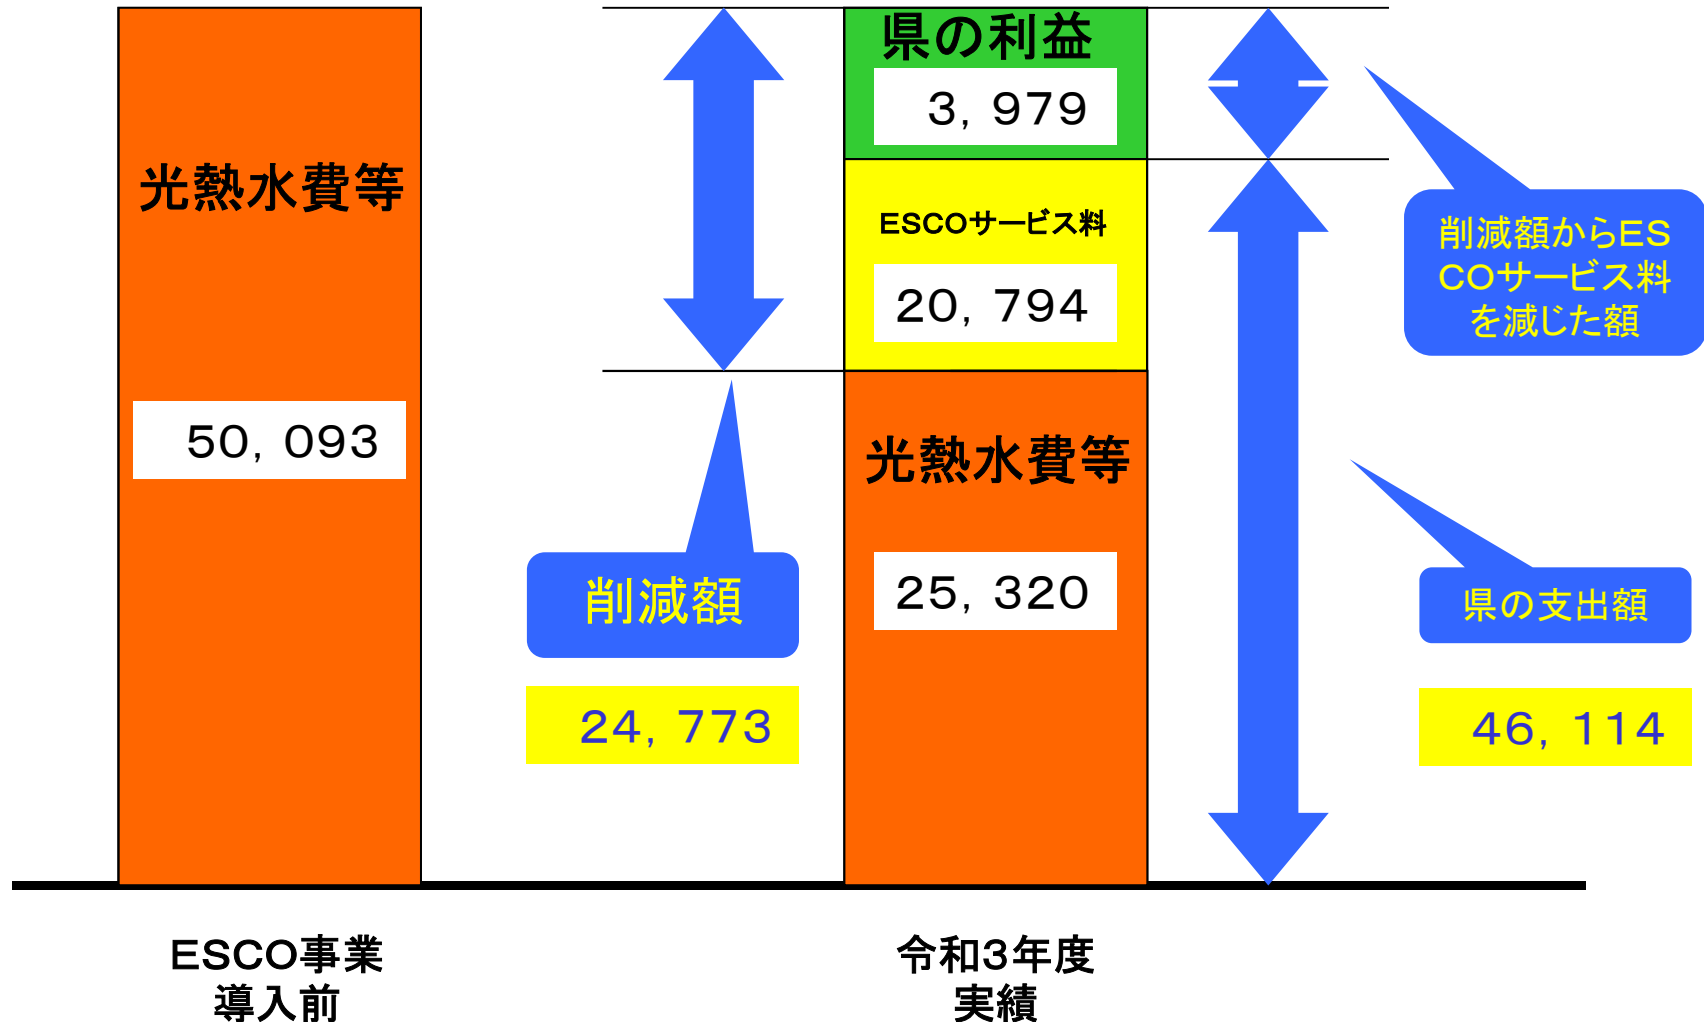 光熱水費等
50，093
削減額
24，773
県の利益
3，979
ESCOサービス料
20，794
光熱水費等
25，320
削減額からES
COサービス料
を減じた額
県の支出額
46，114
ESCO事業
導入前
令和3年度
実績